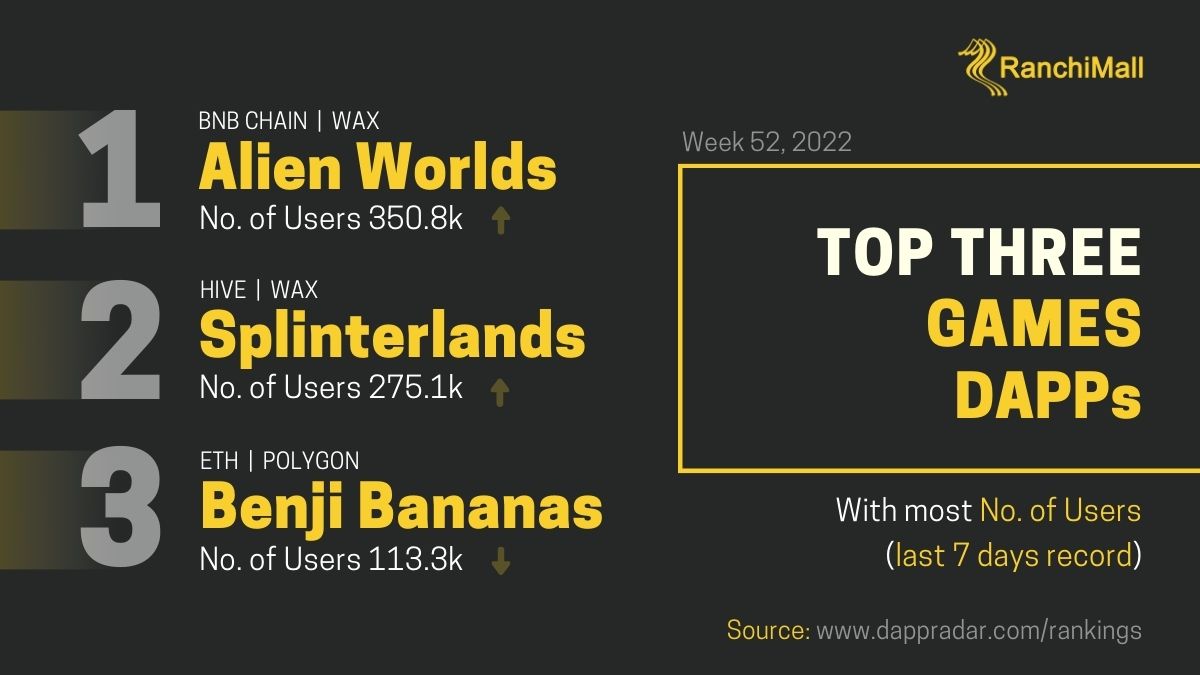 RanchiMall
1
BNB CHAIN | WAX
Alien Worlds
No. of Users 350.8k
2
HIVE | WAX
Splinterlands
No. of Users 275.1k
3
ETH | POLYGON
Benji Bananas
No. of Users 113.3k
Week 52, 2022
TOP THREE
GAMES
DAPPs
With most No. of Users
(last 7 days record)
Source: www.dappradar.com/rankings